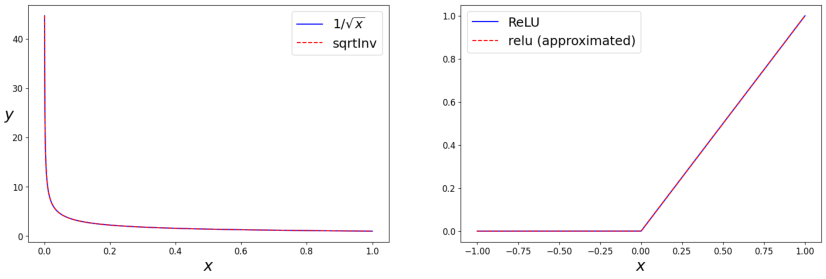 1/√x
sqrtInv
40
30
20
10
0
y
0.0 0.2 0.4 0.6 0.8 1.0
x
ReLU
relu (approximated)
1.0
0.8
0.6
0.4
0.2
0.0
−1.00 −0.75 −0.50 −0.25 0.00 0.25 0.50 0.75 1.00
x